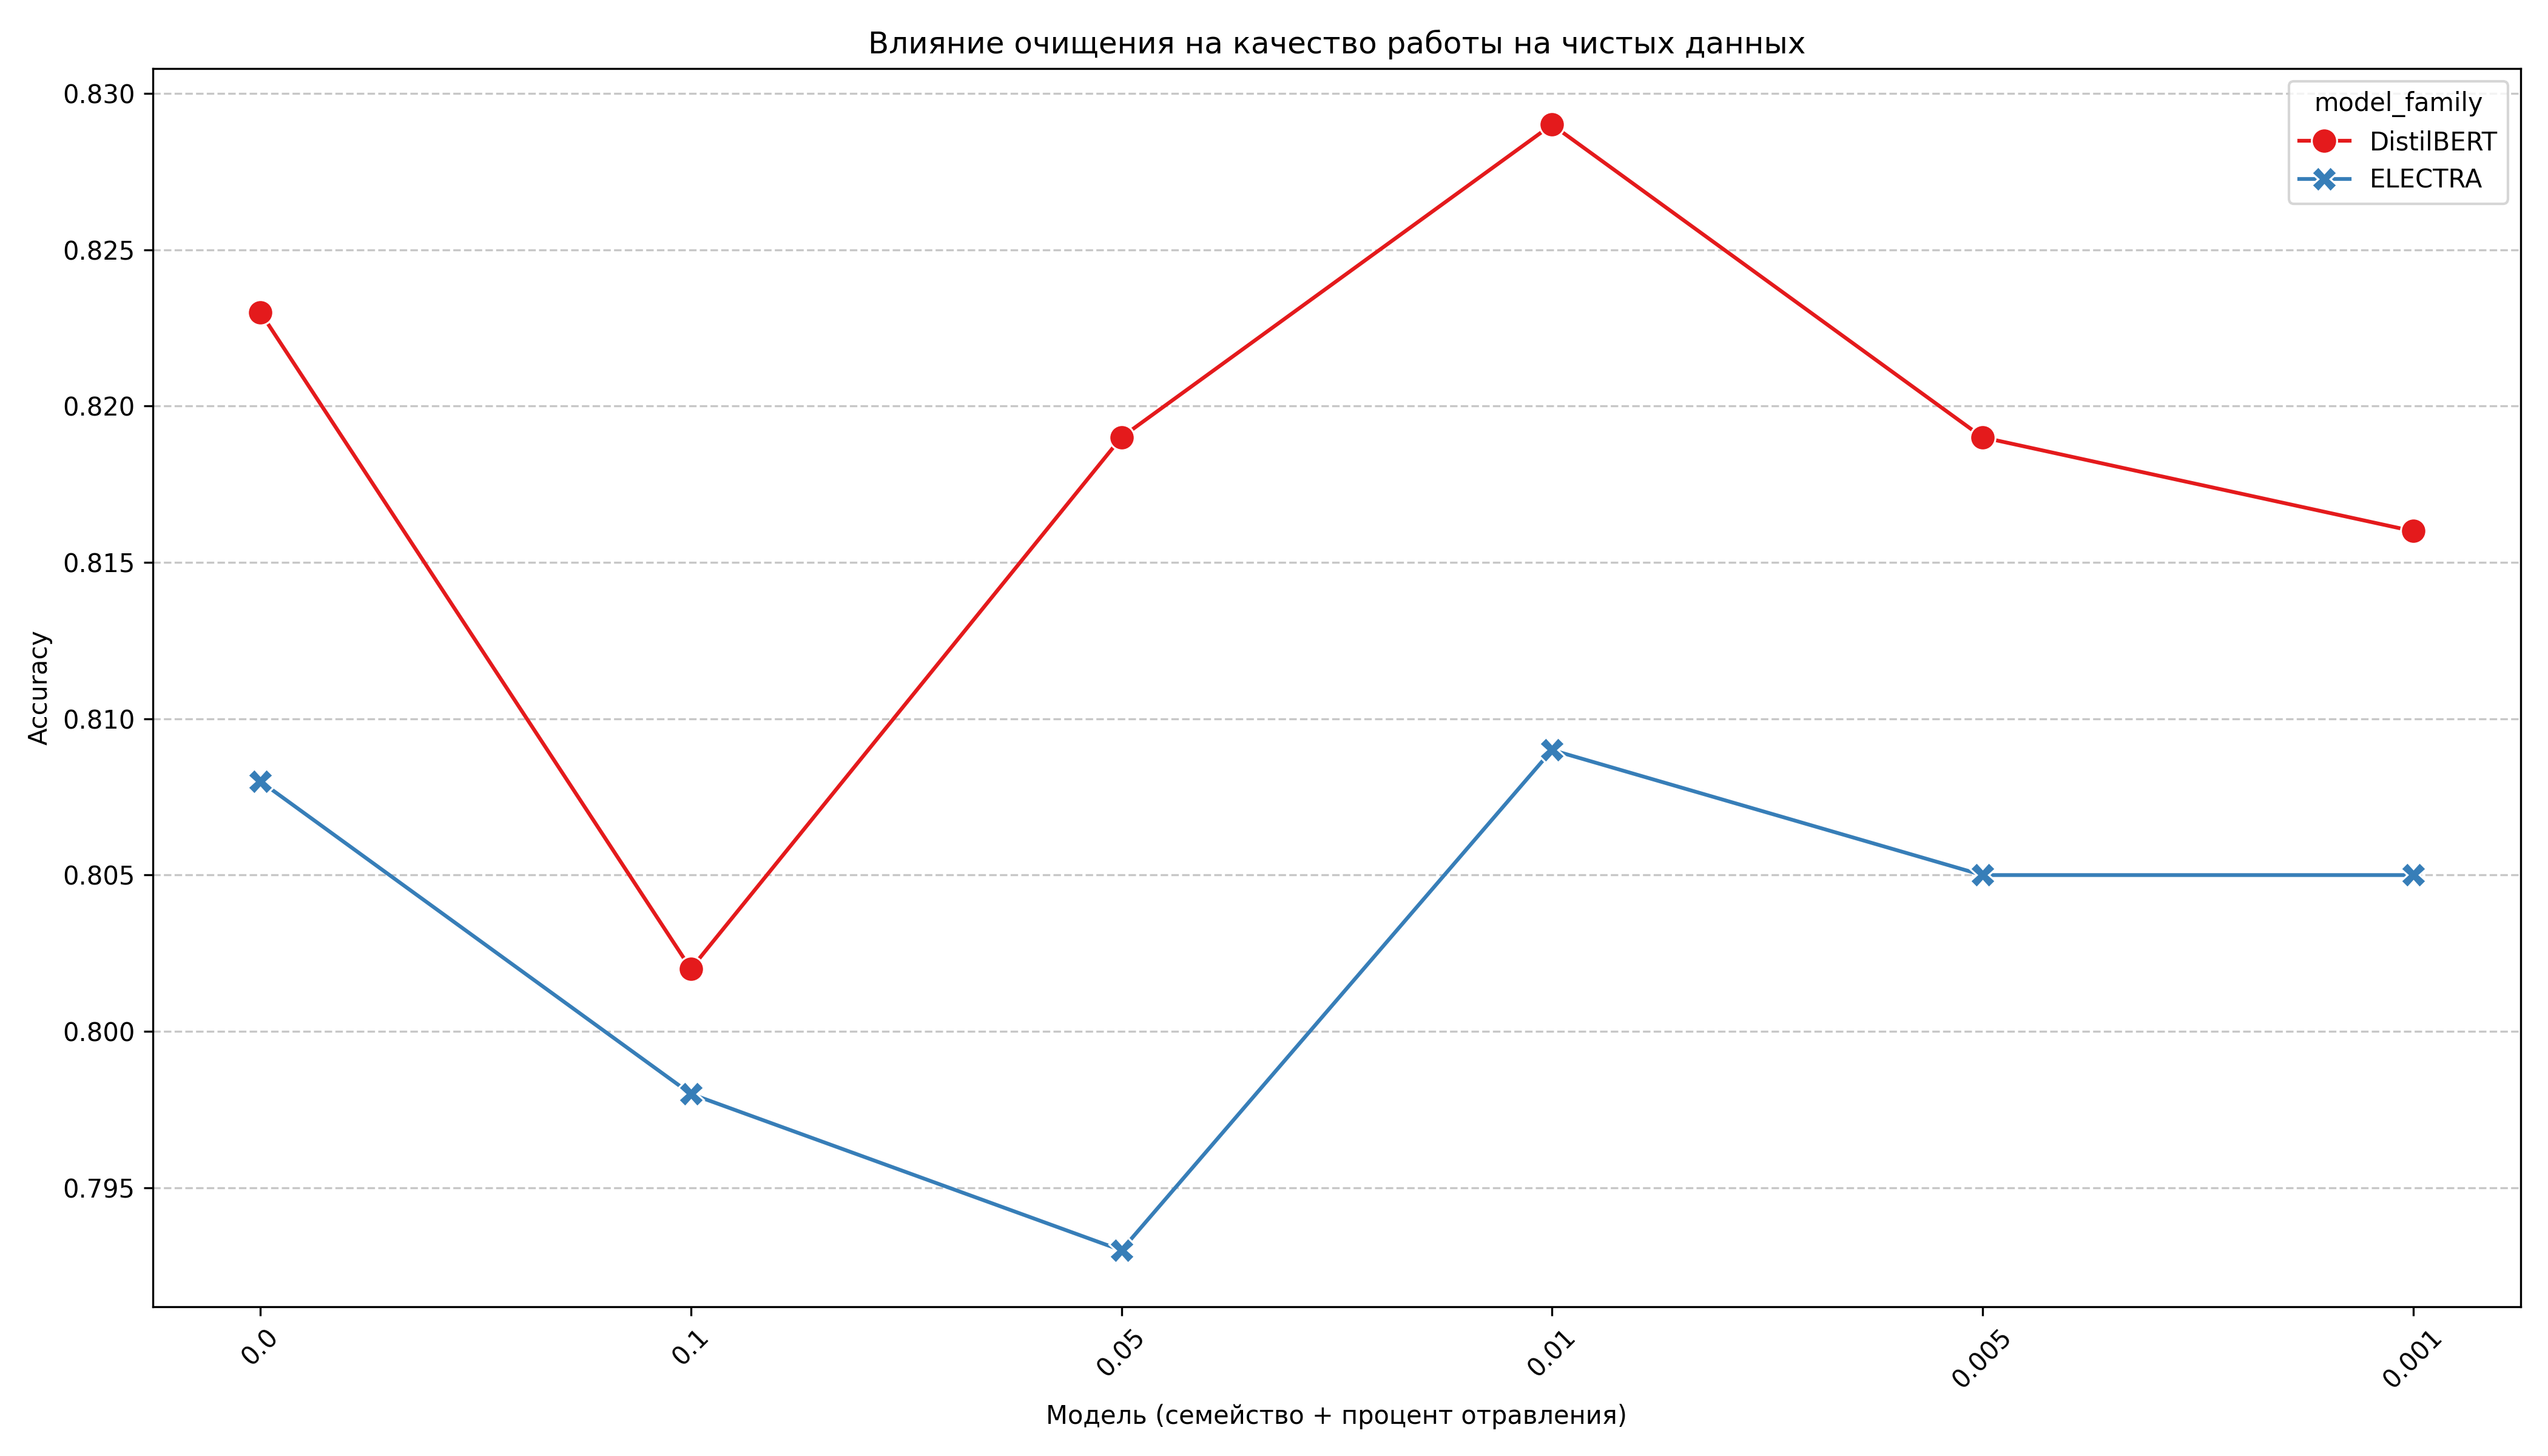 Влияние очищения на качество работы на чистых данных
model_family
DistilBERT
ELECTRA
Accuracy
0.830
0.825
0.820
0.815
0.810
0.805
0.800
0.795
0.0
0.1
0.05
0.01
0.005
0.001
Модель (семейство + процент отравления)